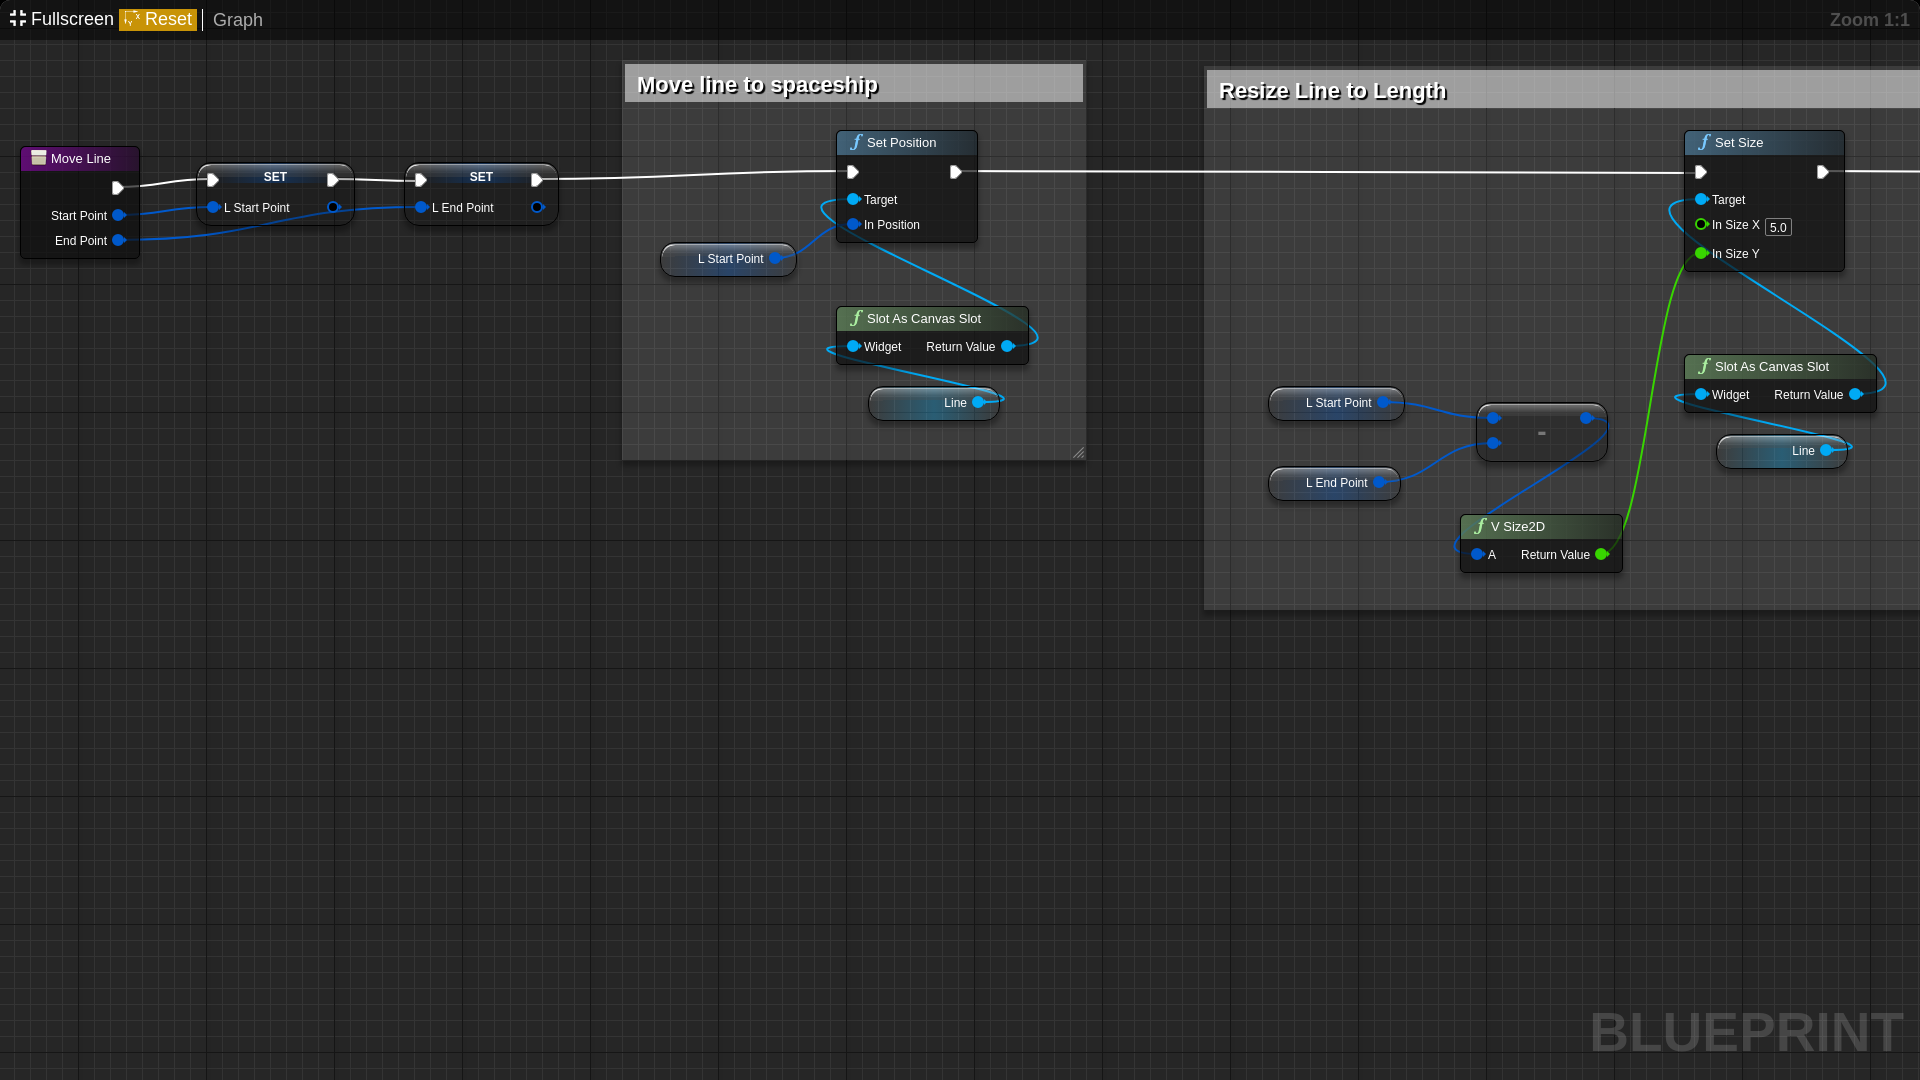 Fullscreen Reset Graph Zoom 1:1
Move line to spaceship
Resize Line to Length
Move Line
Start Point
End Point
SET
L Start Point
SET
L End Point
Set Position
Target
In Position
L Start Point
Slot As Canvas Slot
Widget Return Value
Line
Set Size
Target
In Size X 5.0
In Size Y
Slot As Canvas Slot
Widget Return Value
Line
L Start Point
L End Point
-
V Size2D
A Return Value
BLUEPRINT